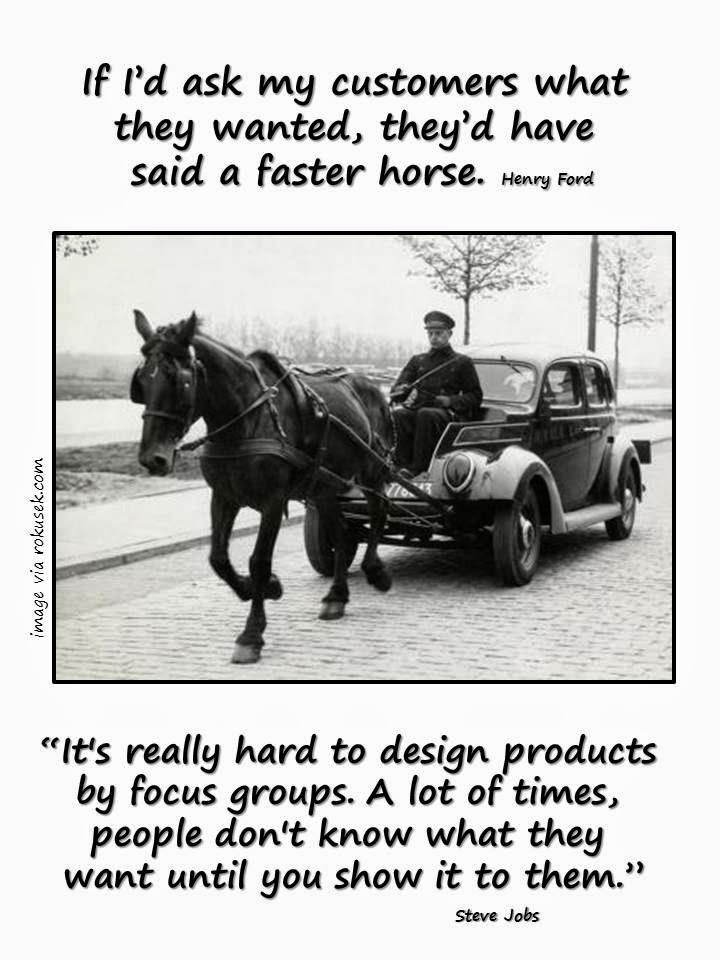 If I’d ask my customers what
they wanted, they’d have
said a faster horse. Henry Ford
image via rokusek.com
“It's really hard to design products
by focus groups. A lot of times,
people don't know what they
want until you show it to them.”
Steve Jobs